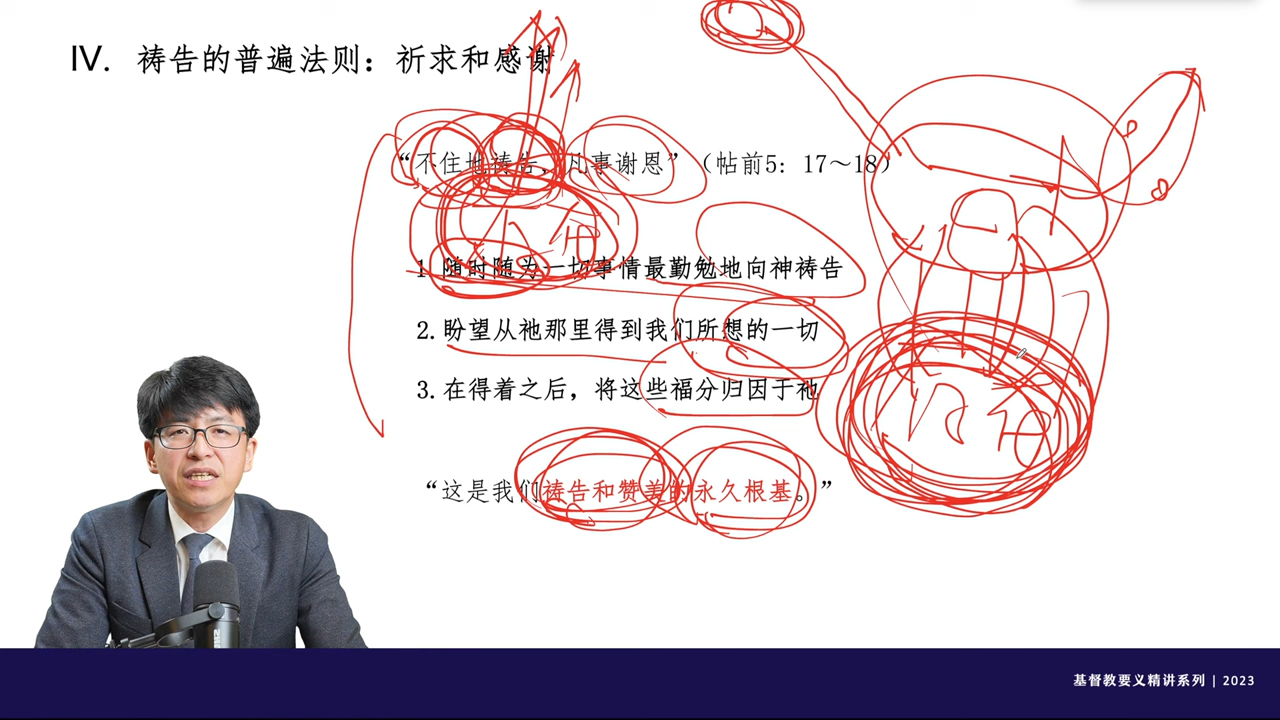 IV. 祷告的普遍法则：祈求和感谢
“不住地祷告，凡事谢恩”（帖前5：17～18）
1.随时随为一切事情最勤勉地向神祷告
2.盼望从祂那里得到我们所想的一切
3.在得着之后，将这些福分归因于祂
“这是我们祷告和赞美的永久根基。”
基督教要义精讲系列 | 2023